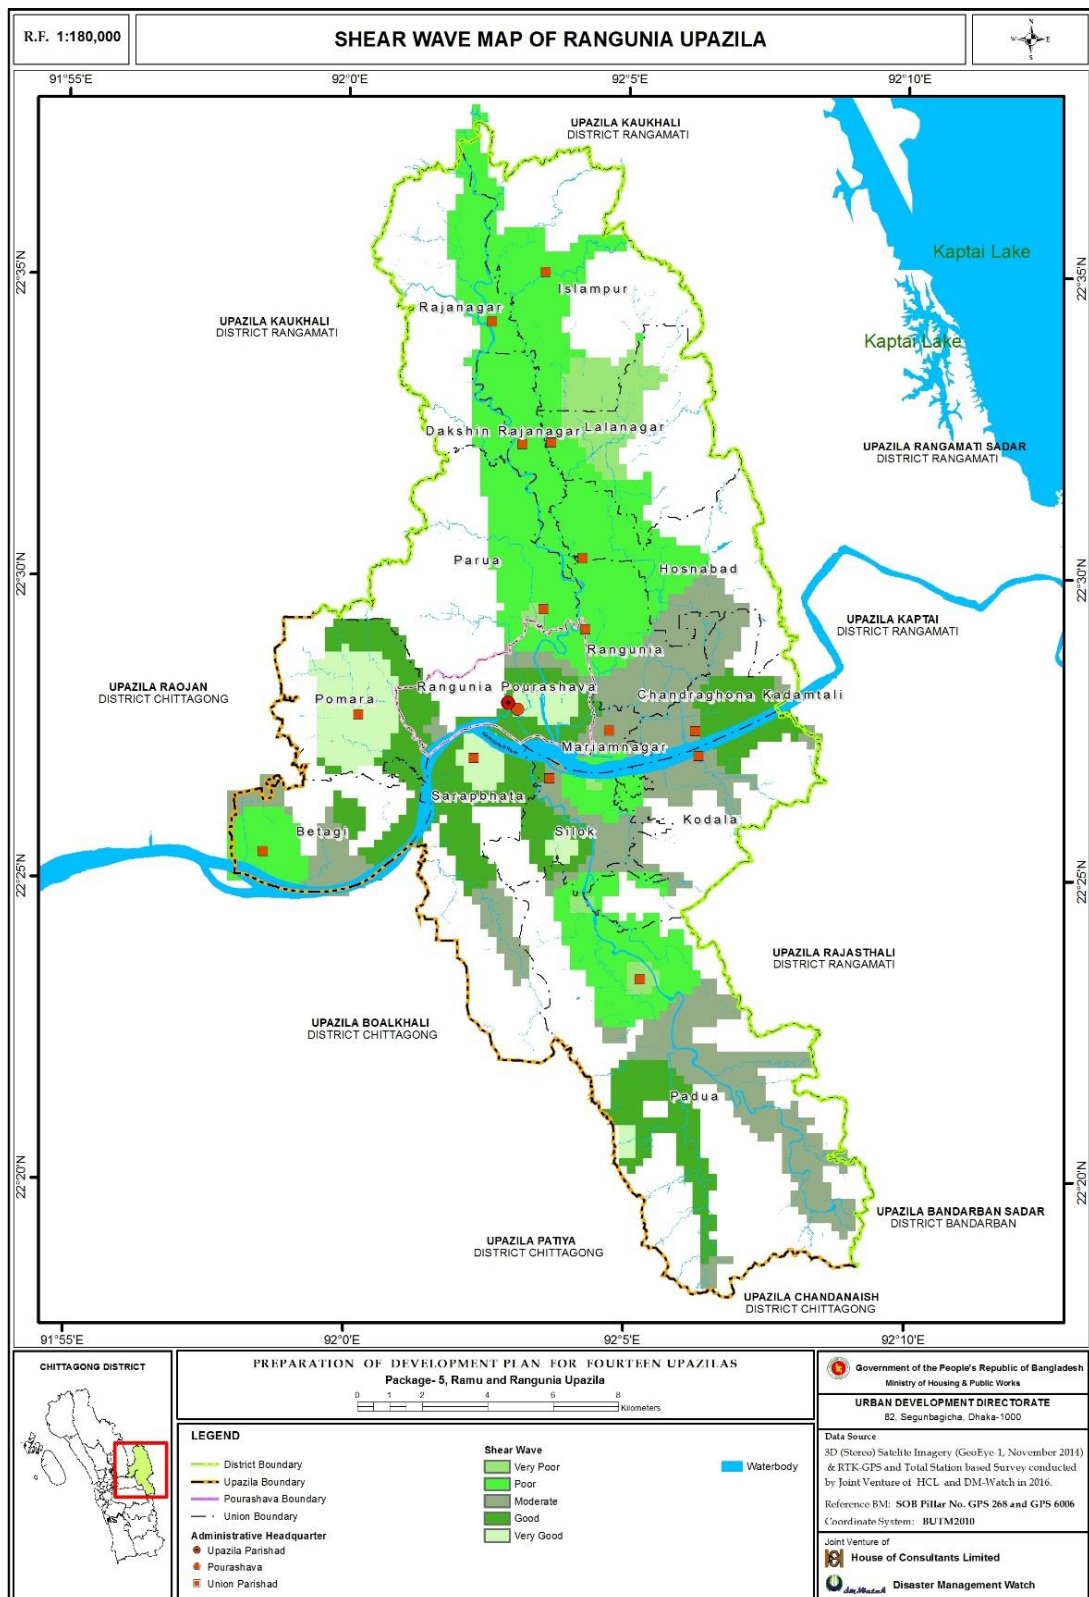 R.F. 1:180,000
SHEAR WAVE MAP OF RANGUNIA UPAZILA
N
W
E
S
91°55'E
92°0'E
92°5'E
92°10'E
UPAZILA KAUKHALI
DISTRICT RANGAMATI
Kaptai Lake
22°35'N
22°35'N
Islampur
Rajanagar
UPAZILA KAUKHALI
DISTRICT RANGAMATI
Kaptai Lake
Dakshin Rajanagar
Lalanagar
UPAZILA RANGAMATI SADAR
DISTRICT RANGAMATI
22°30'N
22°30'N
Parua
Hosnabad
UPAZILA KAPTAI
DISTRICT RANGAMATI
Rangunia
UPAZILA RAOJAN
DISTRICT CHITTAGONG
Pomara
Rangunia Pourashava
Chandraghona Kadamtali
Mariamnagar
Sarapbhata
Betagi
Silok
Kodala
22°25'N
22°25'N
UPAZILA RAJASTHALI
DISTRICT RANGAMATI
UPAZILA BOALKHALI
DISTRICT CHITTAGONG
Padua
22°20'N
22°20'N
UPAZILA BANDARBAN SADAR
DISTRICT BANDARBAN
UPAZILA PATIYA
DISTRICT CHITTAGONG
UPAZILA CHANDANAISH
DISTRICT CHITTAGONG
91°55'E
92°0'E
92°5'E
92°10'E
CHITTAGONG DISTRICT
PREPARATION OF DEVELOPMENT PLAN FOR FOURTEEN UPAZILAS
Package- 5, Ramu and Rangunia Upazila
0 1 2 4 6 8
Kilometers
LEGEND
District Boundary
Upazila Boundary
Pourashava Boundary
Union Boundary
Administrative Headquarter
Upazila Parishad
Pourashava
Union Parishad
Shear Wave
Very Poor
Poor
Moderate
Good
Very Good
Waterbody
Government of the People's Republic of Bangladesh
Ministry of Housing & Public Works
URBAN DEVELOPMENT DIRECTORATE
82, Segunbagicha, Dhaka-1000
Data Source
3D (Stereo) Satelite Imagery (GeoEye-1, November 2014)
& RTK-GPS and Total Station based Survey conducted
by Joint Venture of HCL and DM-Watch in 2016.
Reference BM: SOB Pillar No. GPS 268 and GPS 6006
Coordinate System: BUTM2010
Joint Venture of
House of Consultants Limited
Disaster Management Watch